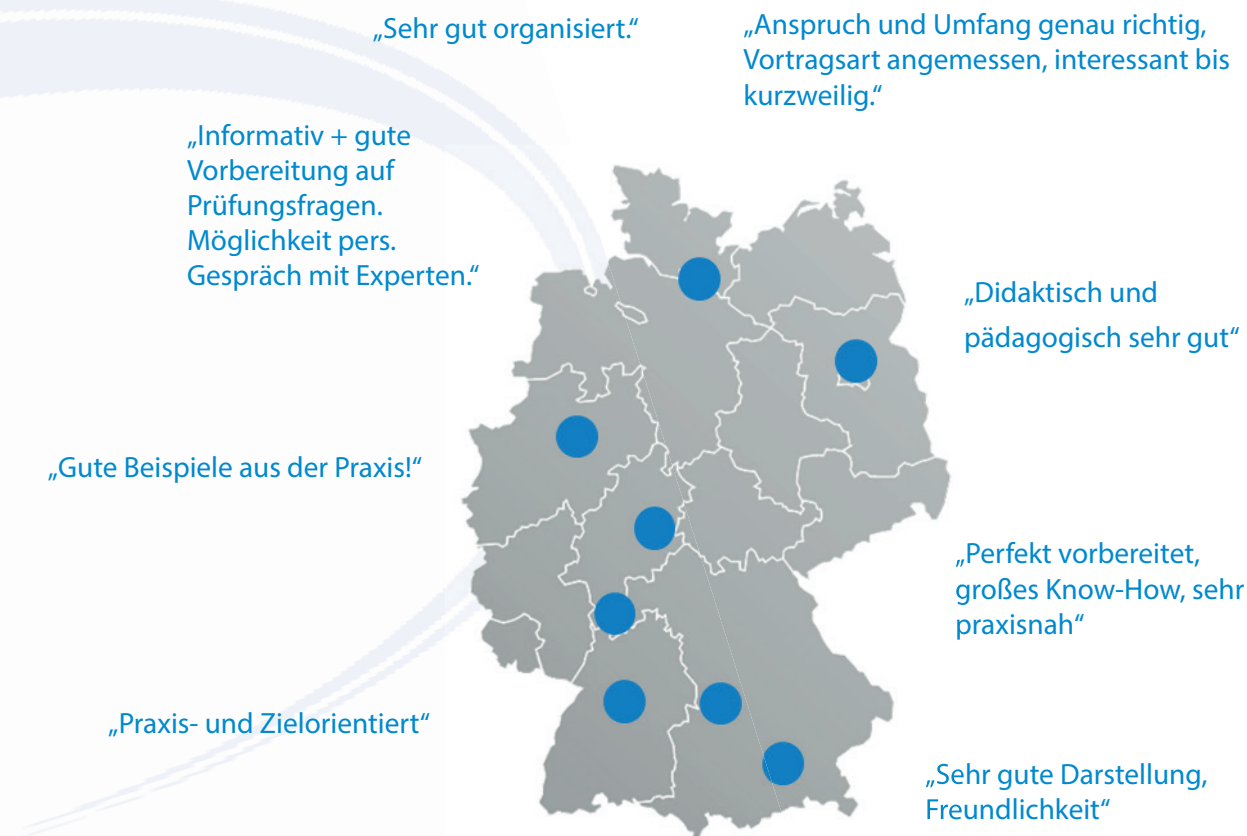 „Sehr gut organisiert.“
„Anspruch und Umfang genau richtig,
Vortragsart angemessen, interessant bis
kurzweilig.“
„Informativ + gute
Vorbereitung auf
Prüfungsfragen.
Möglichkeit pers.
Gespräch mit Experten.“
„Didaktisch und
pädagogisch sehr gut“
„Gute Beispiele aus der Praxis!“
„Perfekt vorbereitet,
großes Know-How, sehr
praxisnah“
„Praxis- und Zielorientiert“
„Sehr gute Darstellung,
Freundlichkeit“